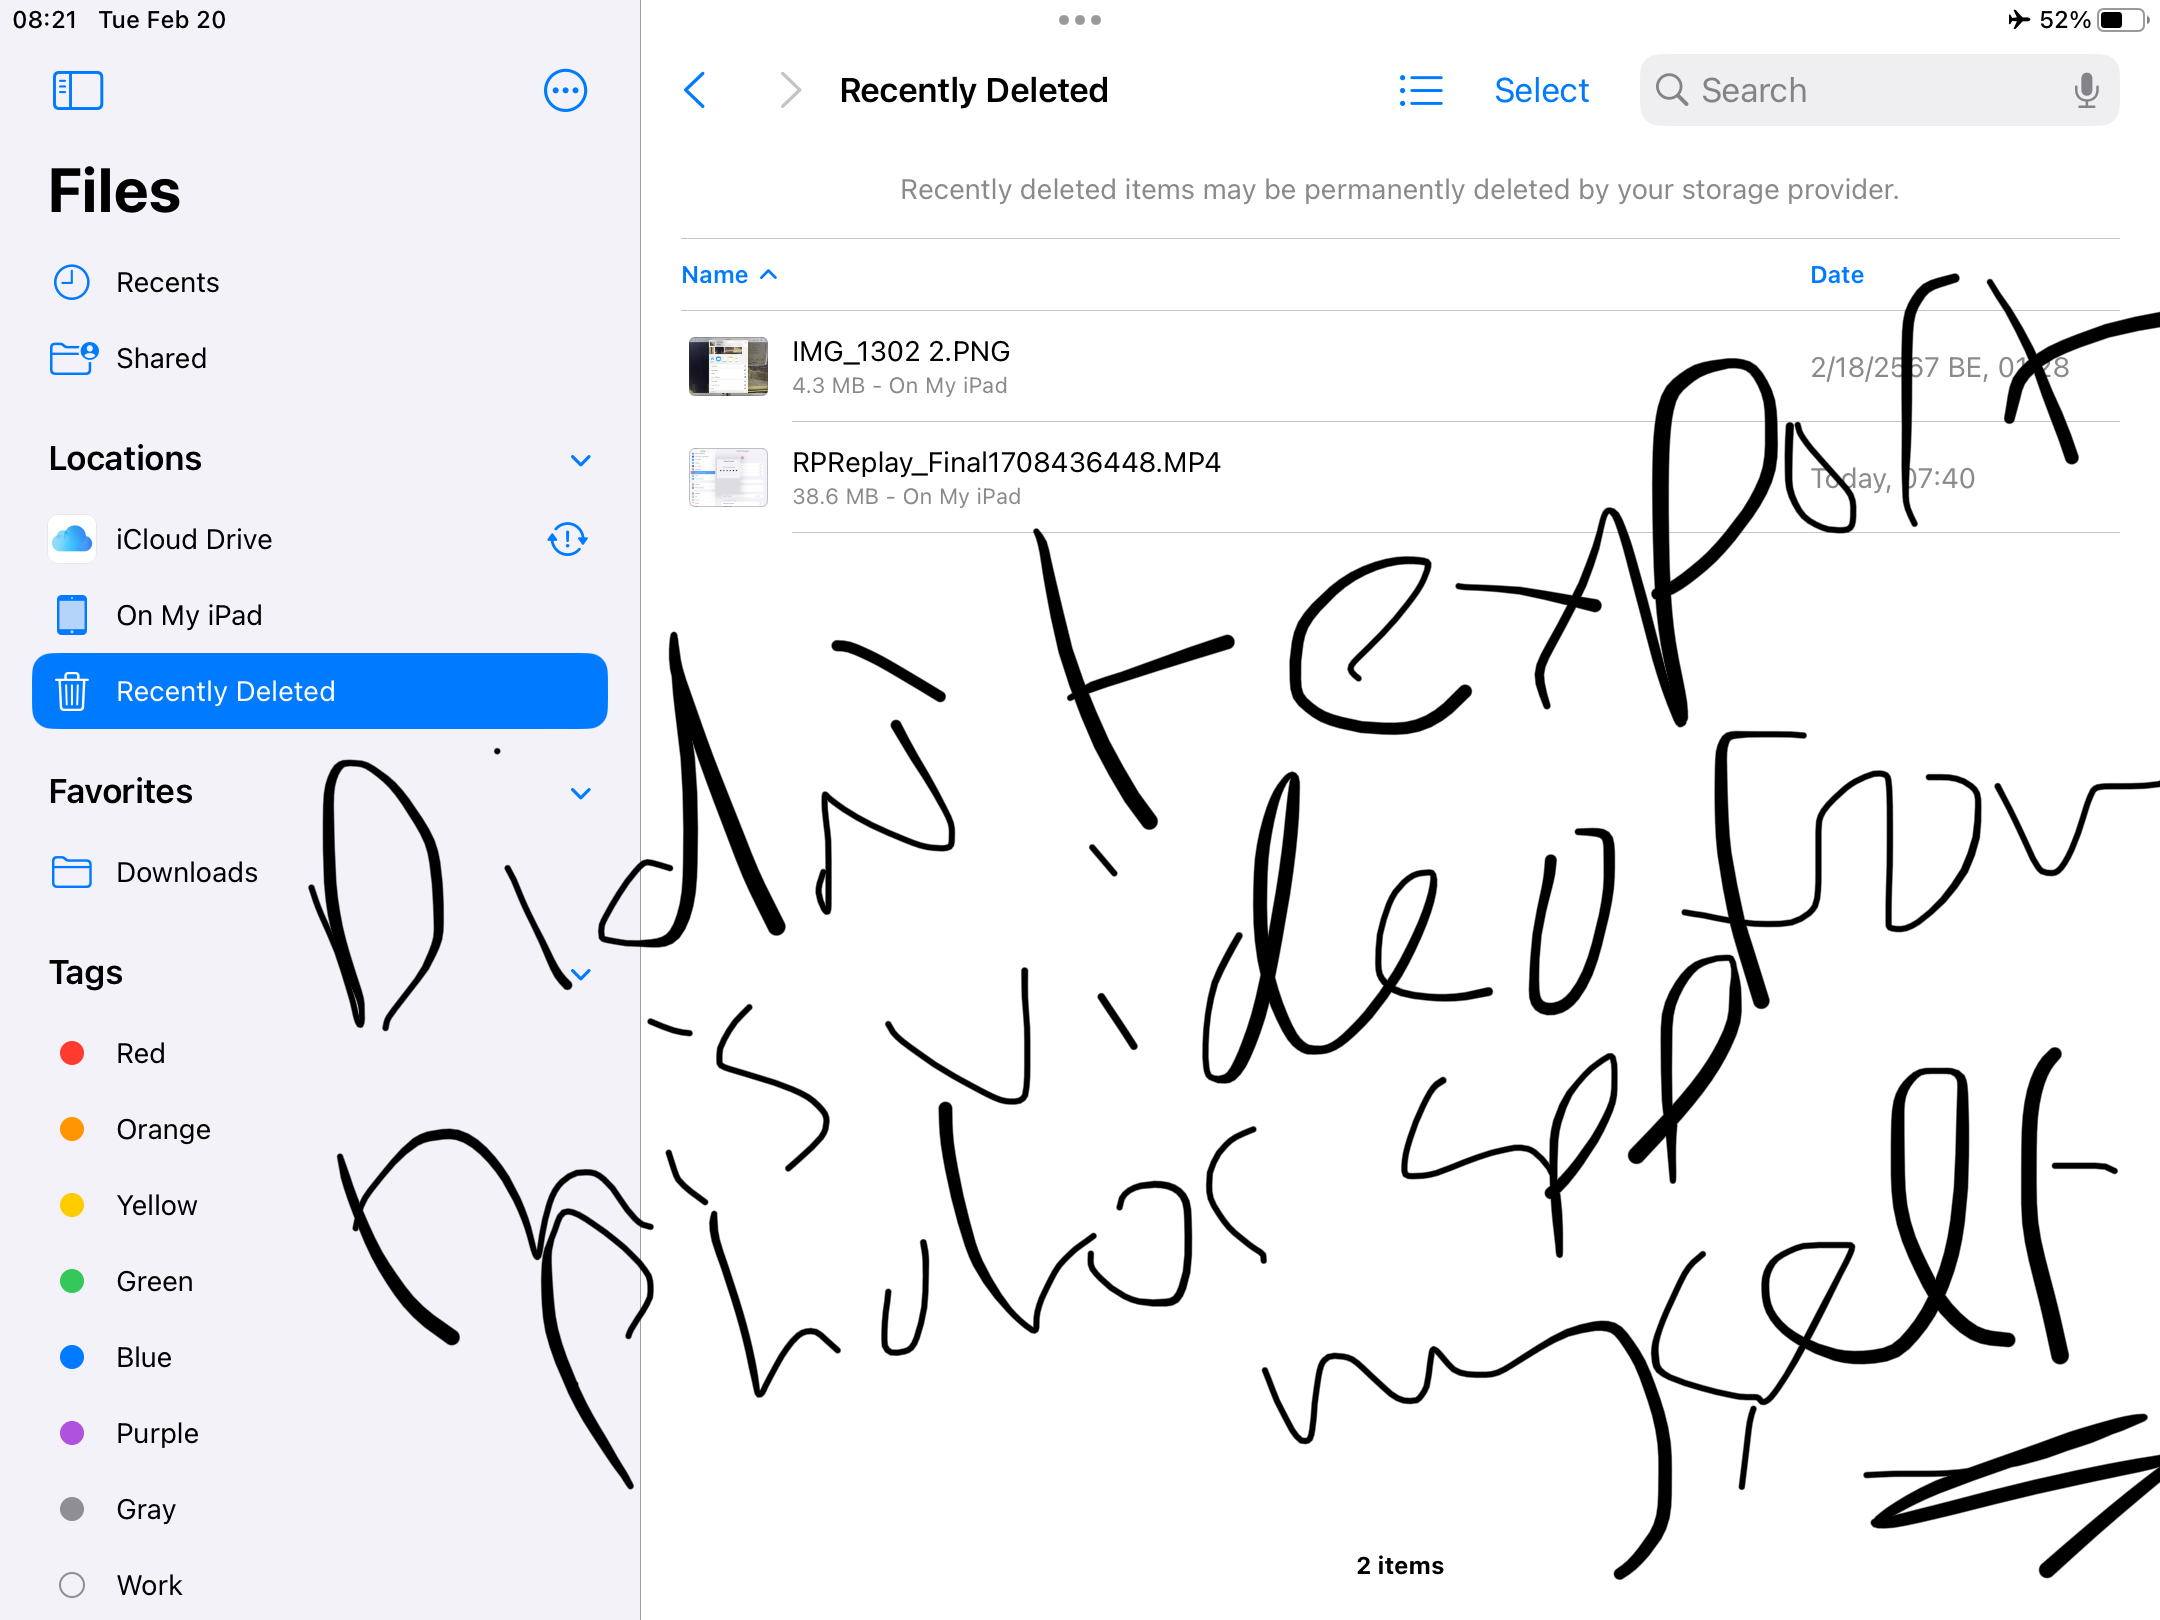 08:21 Tue Feb 20
52%
Files
Recents
Shared
Locations
iCloud Drive
On My iPad
Recently Deleted
Favorites
Downloads
Tags
Red
Orange
Yellow
Green
Blue
Purple
Gray
Work
Recently Deleted
Select
Search
Recently deleted items may be permanently deleted by your storage provider.
Name
Date
IMG_1302 2.PNG
4.3 MB - On My iPad
2/18/2567 BE, 01:28
RPReplay_Final1708436448.MP4
38.6 MB - On My iPad
Today, 07:40
2 items
Didn't export
video
app
myself